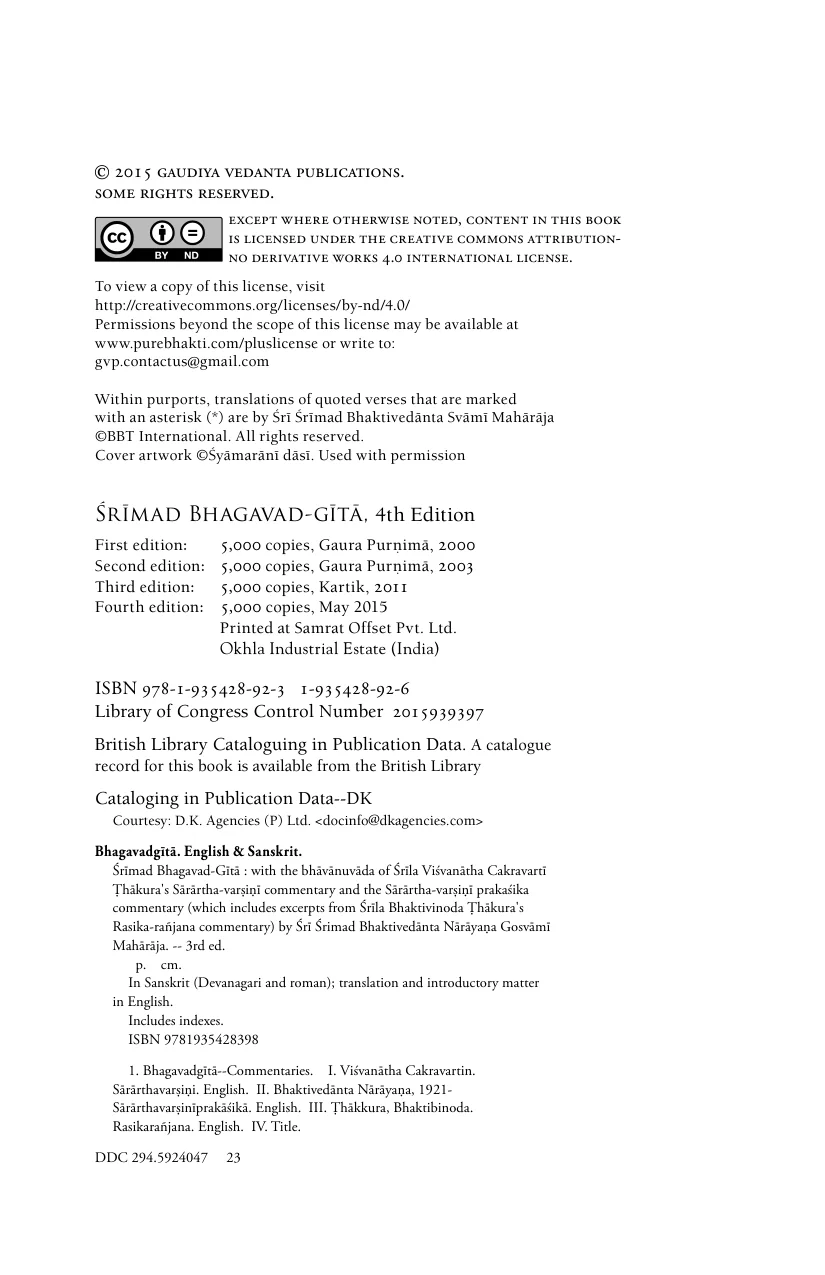 © 2015 GAUDIYA VEDANTA PUBLICATIONS.
SOME RIGHTS RESERVED.
cc BY ND
EXCEPT WHERE OTHERWISE NOTED, CONTENT IN THIS BOOK
IS LICENSED UNDER THE CREATIVE COMMONS ATTRIBUTION-
NO DERIVATIVE WORKS 4.0 INTERNATIONAL LICENSE.
To view a copy of this license, visit
http://creativecommons.org/licenses/by-nd/4.0/
Permissions beyond the scope of this license may be available at
www.purebhakti.com/pluslicense or write to:
gvp.contactus@gmail.com
Within purports, translations of quoted verses that are marked
with an asterisk (*) are by Śrī Śrīmad Bhaktivedānta Svāmī Mahārāja
©BBT International. All rights reserved.
Cover artwork ©Śyāmarānī dāsī. Used with permission
ŚRĪMAD BHAGAVAD-GĪTĀ, 4th Edition
First edition: 5,000 copies, Gaura Purṇimā, 2000
Second edition: 5,000 copies, Gaura Purṇimā, 2003
Third edition: 5,000 copies, Kartik, 2011
Fourth edition: 5,000 copies, May 2015
Printed at Samrat Offset Pvt. Ltd.
Okhla Industrial Estate (India)
ISBN 978-1-935428-92-3 1-935428-92-6
Library of Congress Control Number 2015939397
British Library Cataloguing in Publication Data. A catalogue
record for this book is available from the British Library
Cataloging in Publication Data--DK
Courtesy: D.K. Agencies (P) Ltd. <docinfo@dkagencies.com>
Bhagavadgītā. English & Sanskrit.
Śrīmad Bhagavad-Gītā : with the bhāvānuvāda of Śrīla Viśvanātha Cakravartī
Ṭhākura's Sārārtha-varṣiṇī commentary and the Sārārtha-varṣiṇī prakaśika
commentary (which includes excerpts from Śrīla Bhaktivinoda Ṭhākura's
Rasika-rañjana commentary) by Śrī Śrimad Bhaktivedānta Nārāyaṇa Gosvāmī
Mahārāja. -- 3rd ed.
p. cm.
In Sanskrit (Devanagari and roman); translation and introductory matter
in English.
Includes indexes.
ISBN 9781935428398
1. Bhagavadgītā--Commentaries. I. Viśvanātha Cakravartin.
Sārārthavarṣiṇi. English. II. Bhaktivedānta Nārāyaṇa, 1921-
Sārārthavarṣinīprakāśikā. English. III. Ṭhākkura, Bhaktibinoda.
Rasikarańjana. English. IV. Title.
DDC 294.5924047 23